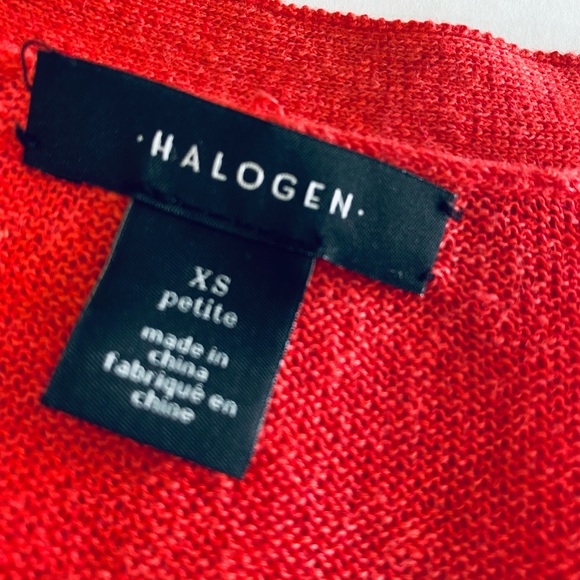 ·HALOGEN·
XS
petite
made in
china
fabriqué en
chine